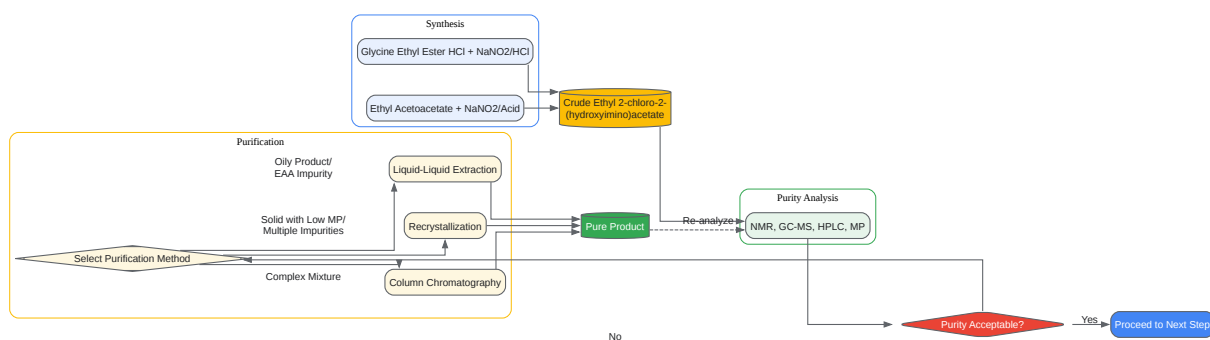 Synthesis
Glycine Ethyl Ester HCl + NaNO2/HCl
Ethyl Acetoacetate + NaNO2/Acid
Crude Ethyl 2-chloro-2-
(hydroxyimino)acetate
Purification
Oily Product/
EAA Impurity
Liquid-Liquid Extraction
Solid with Low MP/
Multiple Impurities
Recrystallization
Select Purification Method
Complex Mixture
Column Chromatography
Pure Product
Re-analyze
Purity Analysis
NMR, GC-MS, HPLC, MP
Purity Acceptable?
Yes
Proceed to Next Step
No